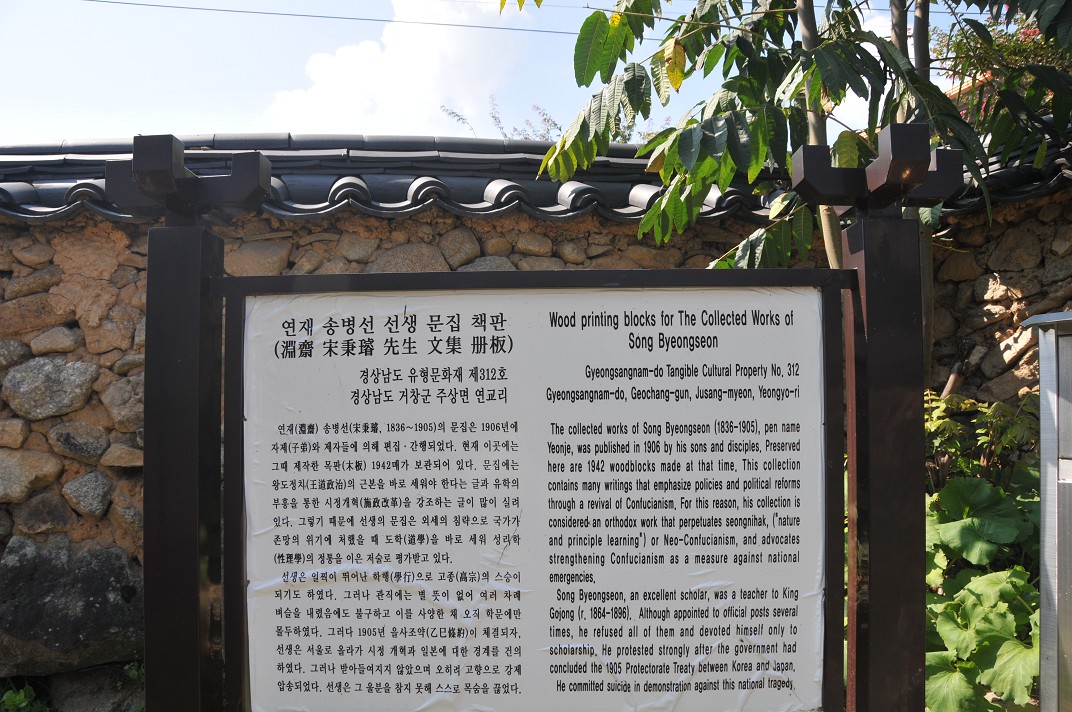 연재 송병선 선생 문집 책판
(淵齋 宋秉璿 先生 文集 册板)
경상남도 유형문화재 제312호
경상남도 거창군 주상면 연교리
연재(淵齋) 송병선(宋秉璿, 1836~1905)의 문집은 1906년에
자제(子弟)와 제자들에 의해 편집·간행되었다. 현재 이곳에는
그때 제작한 목판(木板) 1942매가 보관되어 있다. 문집에는
왕도정치(王道政治)의 근본을 바로 세워야 한다는 글과 유학의
부흥을 통한 시정개혁(施政改革)을 강조하는 글이 많이 실려
있다. 그렇기 때문에 선생의 문집은 외세의 침략으로 국가가
존망의 위기에 처했을 때 도학(道學)을 바로 세워 성리학
(性理學)의 정통을 이은 저술로 평가받고 있다.
선생은 일찍이 뛰어난 학행(學行)으로 고종(高宗)의 스승이
되기도 하였다. 그러나 관직에는 별 뜻이 없어 여러 차례
벼슬을 내렸음에도 불구하고 이를 사양한 채 오직 학문에만
몰두하였다. 그러다 1905년 을사조약(乙巳條約)이 체결되자,
선생은 서울로 올라가 시정 개혁과 일본에 대한 경계를 건의
하였다. 그러나 받아들여지지 않았으며 오히려 고향으로 강제
압송되었다. 선생은 그 울분을 참지 못해 스스로 목숨을 끊었다.
Wood printing blocks for The Collected Works of
Song Byeongseon
Gyeongsangnam-do Tangible Cultural Property No. 312
Gyeongsangnam-do, Geochang-gun, Jusang-myeon, Yeongyo-ri
The collected works of Song Byeongseon (1836-1905), pen name
Yeonje, was published in 1906 by his sons and disciples. Preserved
here are 1942 woodblocks made at that time. This collection
contains many writings that emphasize policies and political reforms
through a revival of Confucianism. For this reason, his collection is
considered an orthodox work that perpetuates seongnihak, ("nature
and principle learning") or Neo-Confucianism, and advocates
strengthening Confucianism as a measure against national
emergencies.
Song Byeongseon, an excellent scholar, was a teacher to King
Gojong (r. 1864-1896). Although appointed to official posts several
times, he refused all of them and devoted himself only to
scholarship. He protested strongly after the government had
concluded the 1905 Protectorate Treaty between Korea and Japan.
He committed suicide in demonstration against this national tragedy.